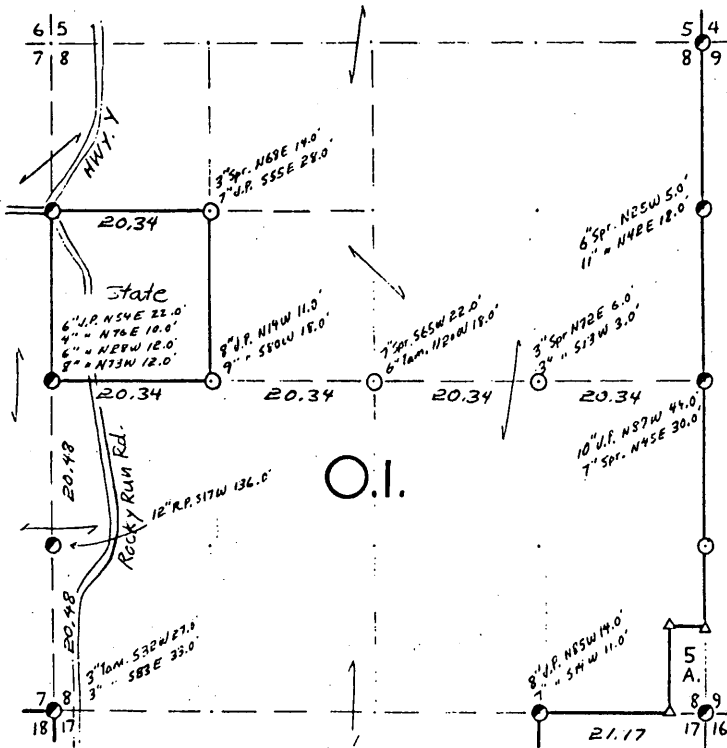 6 5
7 8
5 4
8 9
HWY. Y
3" Spr. N68E 14.0'
7" J.P. S55E 28.0'
20.34
6" Spr. N25W 5.0'
11" " N42E 18.0'
State
6" J.P. N54E 22.0'
4" " N76E 10.0'
6" " N28W 12.0'
8" " N73W 12.0'
8" J.P. N14W 11.0'
9" " S80W 18.0'
7" Spr. S65W 22.0'
6" Tam. N20W 18.0'
3" Spr N72E 6.0'
3" " S13W 3.0'
20.34
20.34
20.34
20.34
10" J.P. N87W 44.0'
7" Spr. N45E 30.0'
20.48
Rocky Run Rd.
O.I.
12" R.P. S17W 136.0'
20.48
3" Tam. S32W 27.0'
3" " S83E 33.0'
8" J.P. N85W 14.0'
7" " W 11.0'
5
A.
7 8
18 17
21.17
8 9
17 16